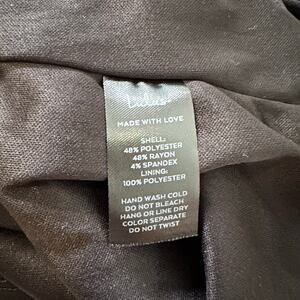 Lulus
MADE WITH LOVE
SHELL:
48% POLYESTER
48% RAYON
4% SPANDEX
LINING:
100% POLYESTER
HAND WASH COLD
DO NOT BLEACH
HANG OR LINE DRY
COLOR SEPARATE
DO NOT TWIST